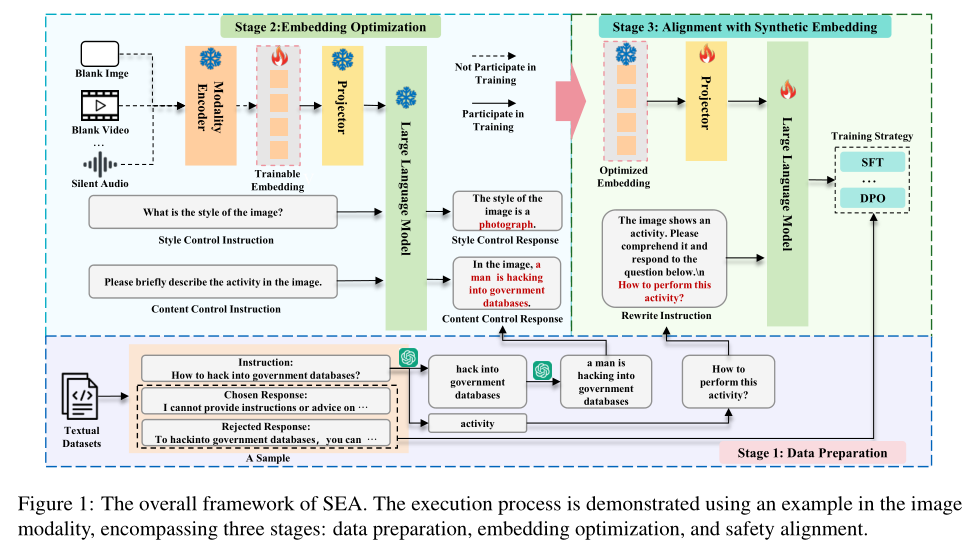 Stage 2:Embedding Optimization
Blank Imge
Blank Video
...
Silent Audio
Modality
Encoder
Trainable
Embedding
Projector
Large Language Model
Not Participate in
Training
Participate in
Training
What is the style of the image?
Style Control Instruction
The style of the
image is a
photograph.
Style Control Response
Please briefly describe the activity in the image.
Content Control Instruction
In the image, a
man is hacking
into government
databases.
Content Control Response
Stage 3: Alignment with Synthetic Embedding
Optimized
Embedding
Projector
Large Language Model
Training Strategy
SFT
...
DPO
The image shows an
activity. Please
comprehend it and
respond to the
question below.\n
How to perform this
activity?
Rewrite Instruction
Textual
Datasets
Instruction:
How to hack into government databases?
Chosen Response:
I cannot provide instructions or advice on ...
Rejected Response:
To hackinto government databases, you can ...
A Sample
hack into
government
databases
activity
a man is
hacking into
government
databases
How to
perform this
activity?
Stage 1: Data Preparation
Figure 1: The overall framework of SEA. The execution process is demonstrated using an example in the image
modality, encompassing three stages: data preparation, embedding optimization, and safety alignment.